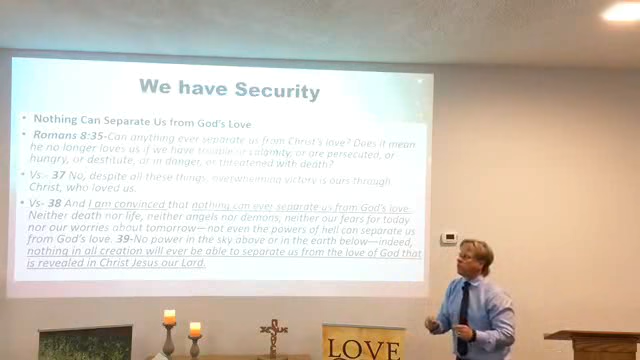 We have Security
• Nothing Can Separate Us from God's Love
• Romans 8:35-Can anything ever separate us from Christ's love? Does it mean
he no longer loves us if we have trouble or calamity, or are persecuted, or
hungry, or destitute, or in danger, or threatened with death?
• Vs.- 37 No, despite all these things, overwhelming victory is ours through
Christ, who loved us.
• Vs- 38 And I am convinced that nothing can ever separate us from God's love.
Neither death nor life, neither angels nor demons, neither our fears for today
nor our worries about tomorrow—not even the powers of hell can separate us
from God's love. 39-No power in the sky above or in the earth below—indeed,
nothing in all creation will ever be able to separate us from the love of God that
is revealed in Christ Jesus our Lord.
LOVE